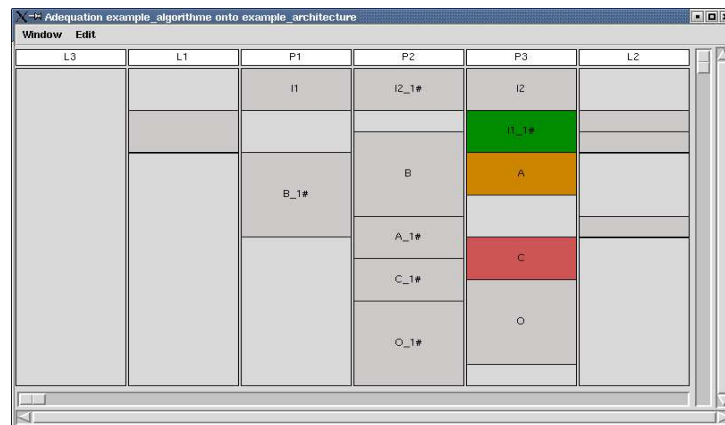 Adequation example_algorithme onto example_architecture
Window Edit
L3 L1 P1 P2 P3 L2
I1 I2_1# I2
I1_1#
B A
B_1#
A_1#
C
C_1#
O
O_1#